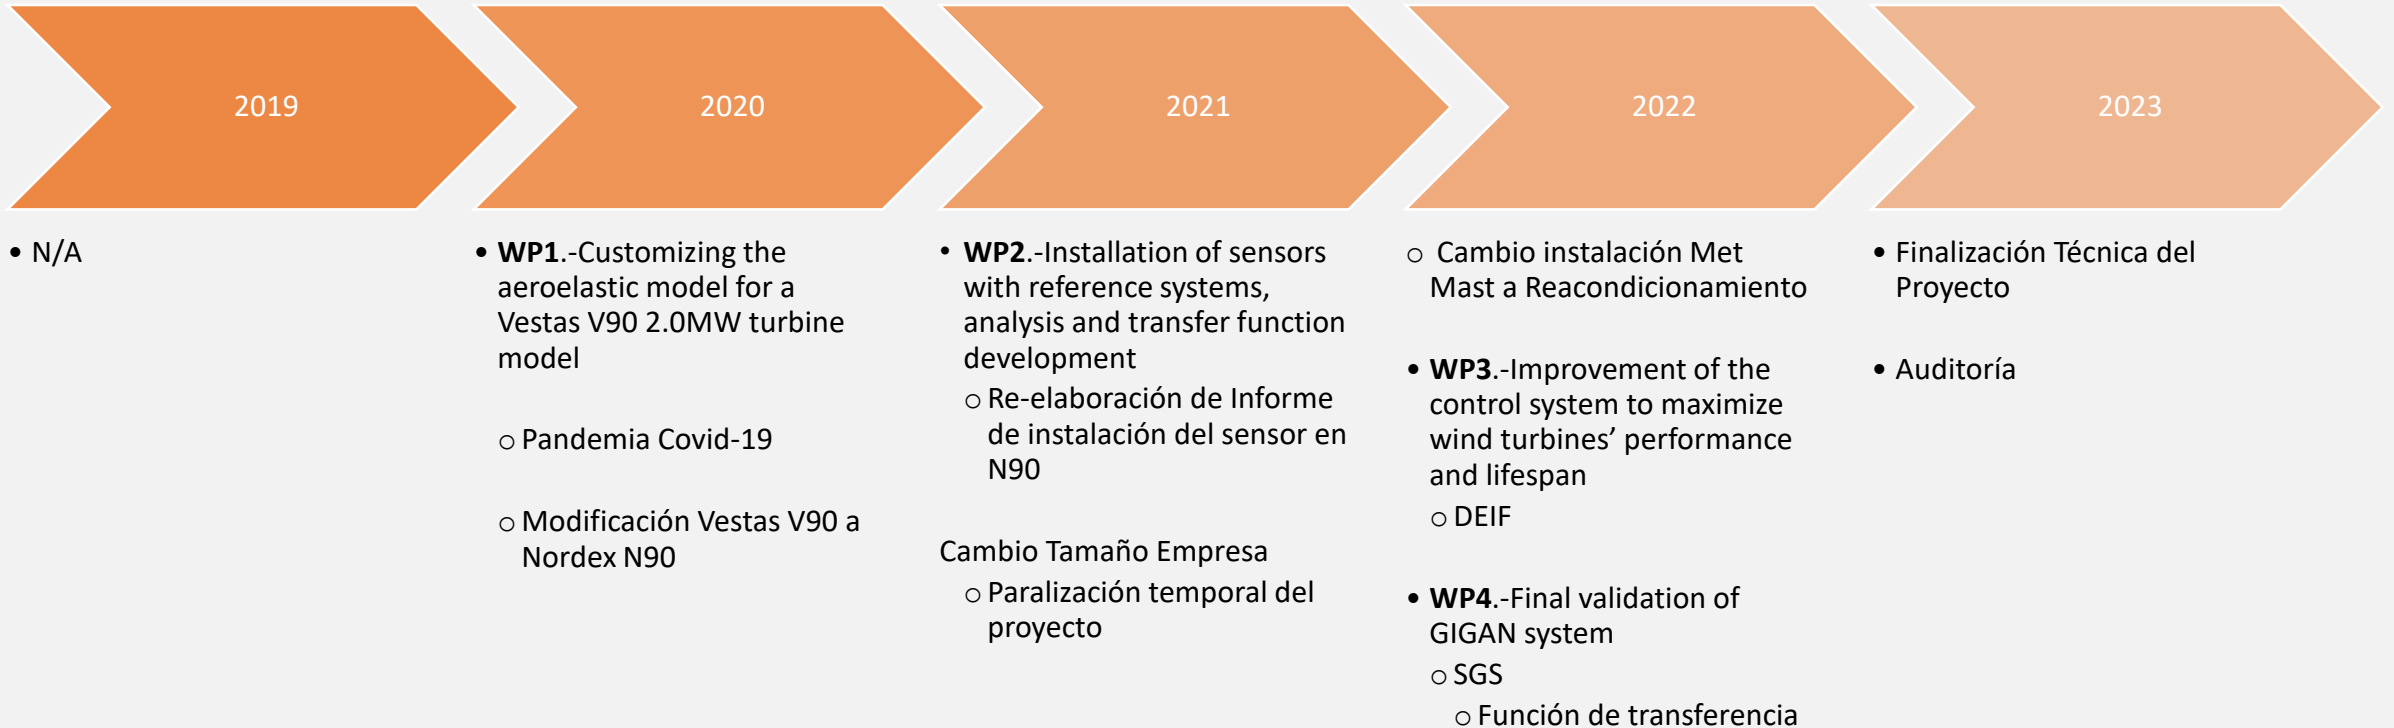 2019
2020
2021
2022
2023
• N/A
• WP1.-Customizing the
aeroelastic model for a
Vestas V90 2.0MW turbine
model
o Pandemia Covid-19
o Modificación Vestas V90 a
Nordex N90
• WP2.-Installation of sensors
with reference systems,
analysis and transfer function
development
o Re-elaboración de Informe
de instalación del sensor en
N90
Cambio Tamaño Empresa
o Paralización temporal del
proyecto
o Cambio instalación Met
Mast a Reacondicionamiento
• WP3.-Improvement of the
control system to maximize
wind turbines’ performance
and lifespan
o DEIF
• WP4.-Final validation of
GIGAN system
o SGS
o Función de transferencia
• Finalización Técnica del
Proyecto
• Auditoría